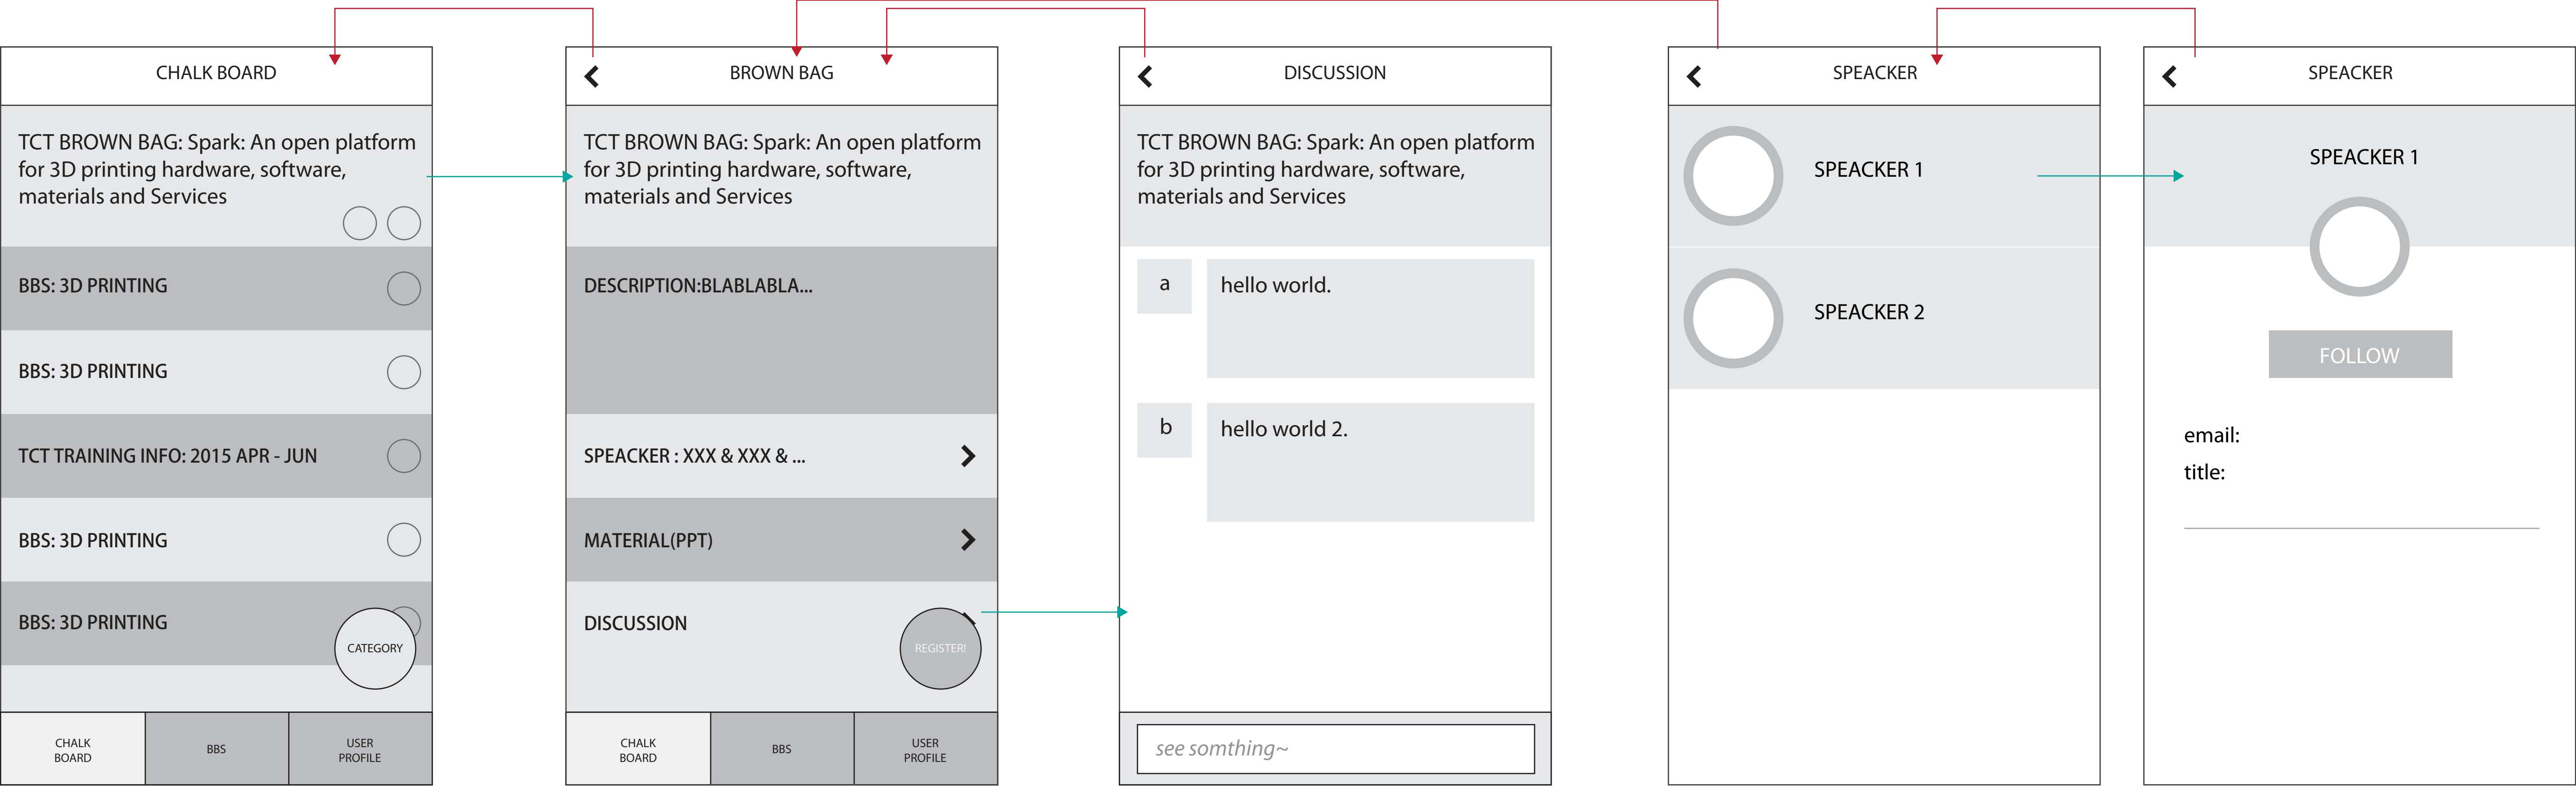 CHALK BOARD
TCT BROWN BAG: Spark: An open platform
for 3D printing hardware, software,
materials and Services
BBS: 3D PRINTING
BBS: 3D PRINTING
TCT TRAINING INFO: 2015 APR - JUN
BBS: 3D PRINTING
BBS: 3D PRINTING
CATEGORY
CHALK
BOARD
BBS
USER
PROFILE
BROWN BAG
TCT BROWN BAG: Spark: An open platform
for 3D printing hardware, software,
materials and Services
DESCRIPTION:BLABLABLA...
SPEACKER : XXX & XXX & ...
MATERIAL(PPT)
DISCUSSION
REGISTER!
CHALK
BOARD
BBS
USER
PROFILE
DISCUSSION
TCT BROWN BAG: Spark: An open platform
for 3D printing hardware, software,
materials and Services
a
hello world.
b
hello world 2.
see somthing~
SPEACKER
SPEACKER 1
SPEACKER 2
SPEACKER
SPEACKER 1
FOLLOW
email:
title: